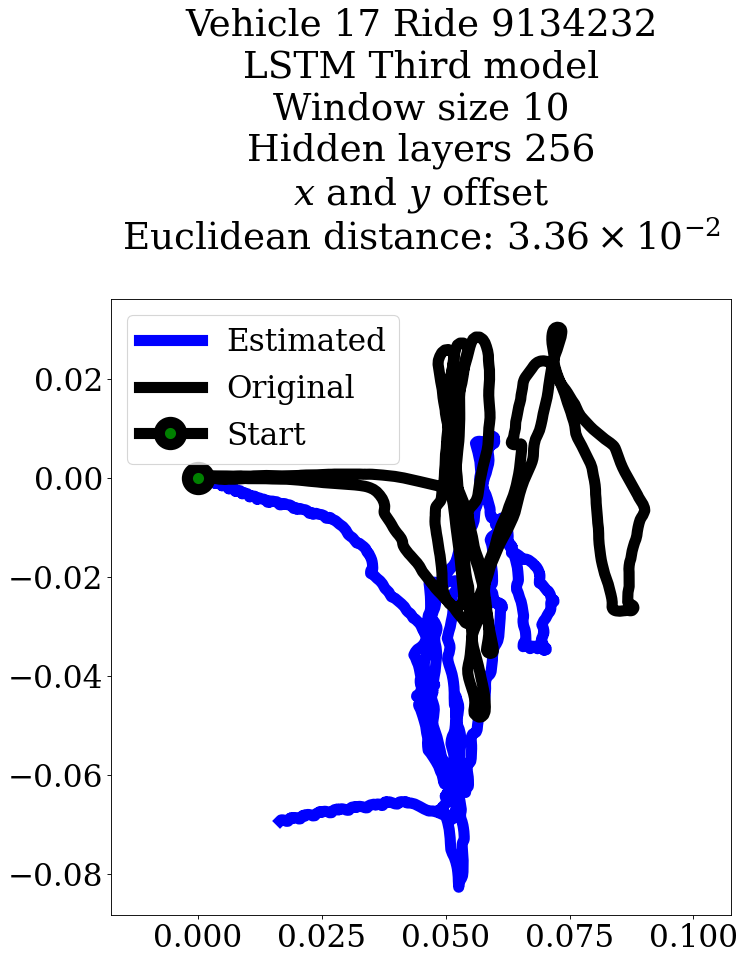 Vehicle 17 Ride 9134232
LSTM Third model
Window size 10
Hidden layers 256
x and y offset
Euclidean distance: 3.36 × 10⁻²
Estimated
Original
Start
0.02
0.00
−0.02
−0.04
−0.06
−0.08
0.000 0.025 0.050 0.075 0.100